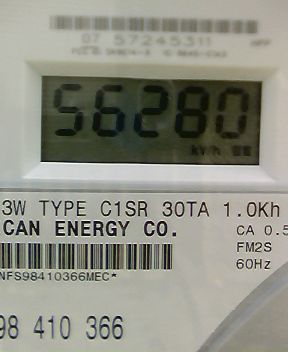 07 57245311
56280
kWh
3W TYPE C1SR 30TA 1.0Kh
CAN ENERGY CO.
CA 0.5
FM2S
60Hz
NFS98410366MEC*
98 410 366